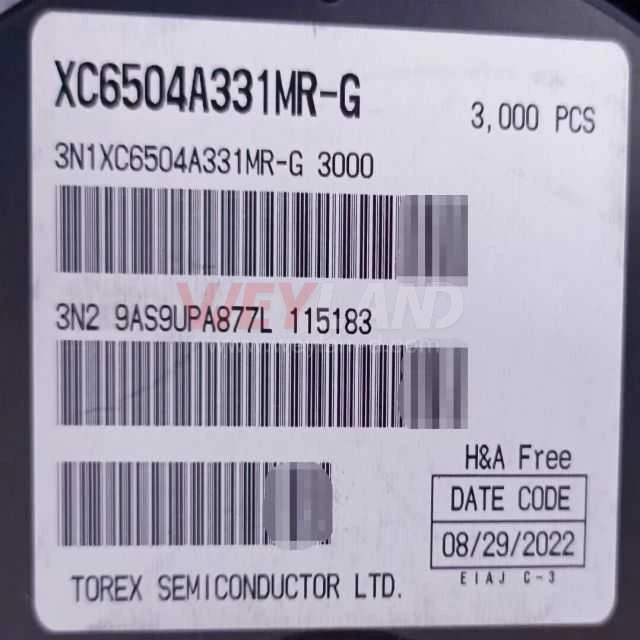 XC6504A331MR-G
3,000 PCS
3N1XC6504A331MR-G 3000
WEYLAND
3N2 9AS9UPA877L 115183
H&A Free
DATE CODE
08/29/2022
EIAJ C-3
TOREX SEMICONDUCTOR LTD.